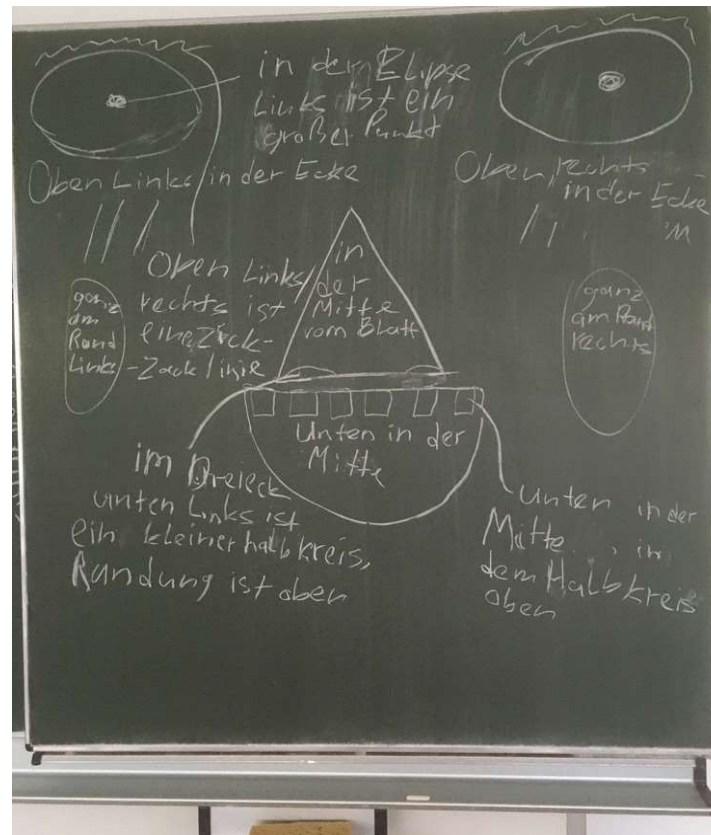 in der Elipse
Links ist ein
großer Punkt
Oben Links in der Ecke
Oben rechts
in der Ecke
Oben Links/
rechts ist
eine Zick-
-Zacklinie
in
der
Mitte
vom Blatt
ganz
am
Rand
Links
ganz
am Rand
rechts
Unten in der
Mitte
im Dreieck
unten Links ist
ein kleiner halbkreis,
Rundung ist oben
Unten in der
Mitte, in
dem Halbkreis
oben